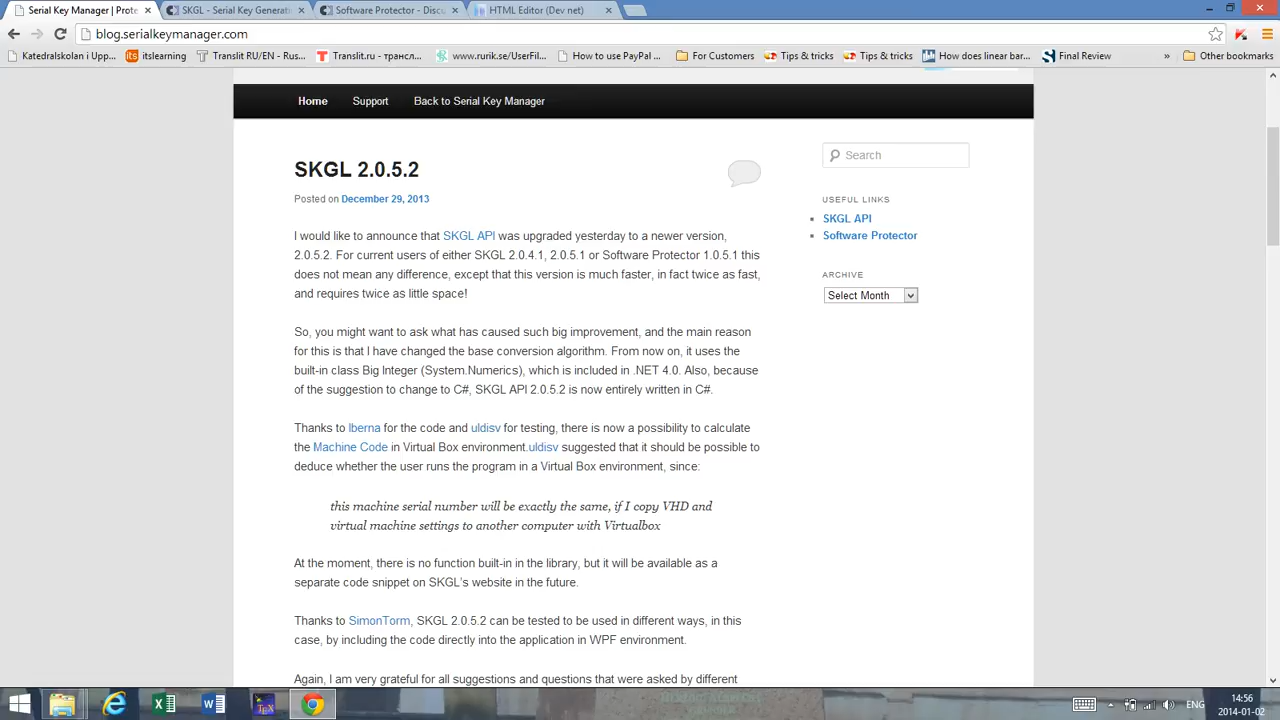 Serial Key Manager | Prote
SKGL - Serial Key Generati
Software Protector - Discu
HTML Editor (Dev net)
blog.serialkeymanager.com
Katedralskolan i Upp...
itslearning
Translit RU/EN - Rus...
Translit.ru - трансл...
www.rurik.se/UserFil...
How to use PayPal ...
For Customers
Tips & tricks
Tips & tricks
How does linear bar...
Final Review
»
Other bookmarks
Home
Support
Back to Serial Key Manager
SKGL 2.0.5.2
Posted on December 29, 2013
I would like to announce that SKGL API was upgraded yesterday to a newer version,
2.0.5.2. For current users of either SKGL 2.0.4.1, 2.0.5.1 or Software Protector 1.0.5.1 this
does not mean any difference, except that this version is much faster, in fact twice as fast,
and requires twice as little space!
So, you might want to ask what has caused such big improvement, and the main reason
for this is that I have changed the base conversion algorithm. From now on, it uses the
built-in class Big Integer (System.Numerics), which is included in .NET 4.0. Also, because
of the suggestion to change to C#, SKGL API 2.0.5.2 is now entirely written in C#.
Thanks to Iberna for the code and uldisv for testing, there is now a possibility to calculate
the Machine Code in Virtual Box environment.uldisv suggested that it should be possible to
deduce whether the user runs the program in a Virtual Box environment, since:
this machine serial number will be exactly the same, if I copy VHD and
virtual machine settings to another computer with Virtualbox
At the moment, there is no function built-in in the library, but it will be available as a
separate code snippet on SKGL's website in the future.
Thanks to SimonTorm, SKGL 2.0.5.2 can be tested to be used in different ways, in this
case, by including the code directly into the application in WPF environment.
Again, I am very grateful for all suggestions and questions that were asked by different
Search
USEFUL LINKS
SKGL API
Software Protector
ARCHIVE
Select Month
ENG
14:56
2014-01-02